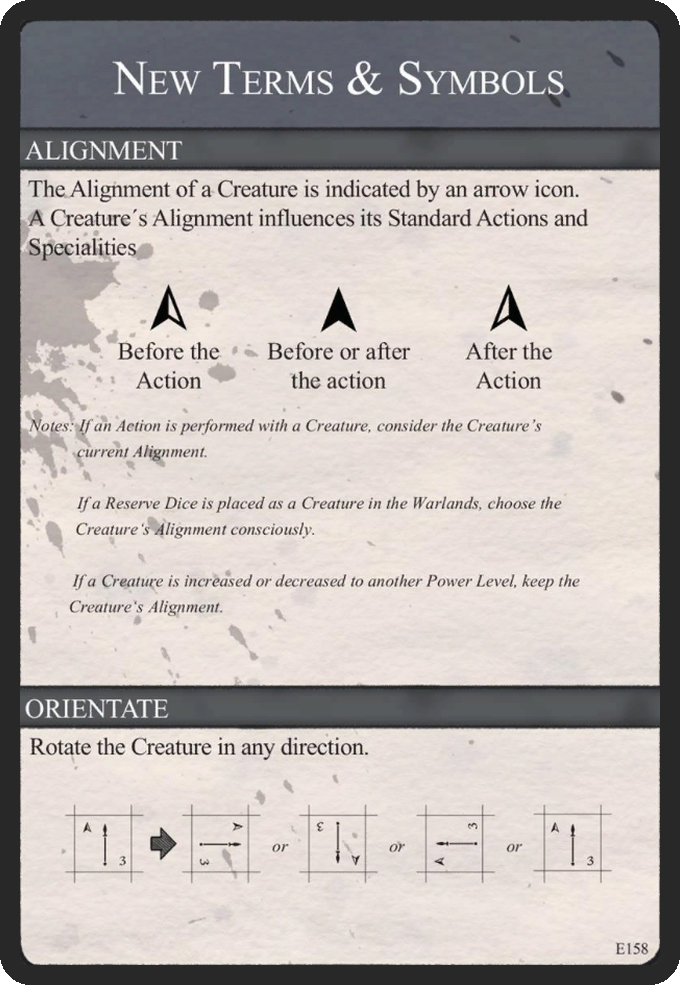 NEW TERMS & SYMBOLS
ALIGNMENT
The Alignment of a Creature is indicated by an arrow icon.
A Creature´s Alignment influences its Standard Actions and
Specialities
Before the
Action
Before or after
the action
After the
Action
Notes: If an Action is performed with a Creature, consider the Creature’s
current Alignment.
If a Reserve Dice is placed as a Creature in the Warlands, choose the
Creature‘s Alignment consciously.
If a Creature is increased or decreased to another Power Level, keep the
Creature‘s Alignment.
ORIENTATE
Rotate the Creature in any direction.
A 3 A 3 or 3 A or 3 A or A 3
E158